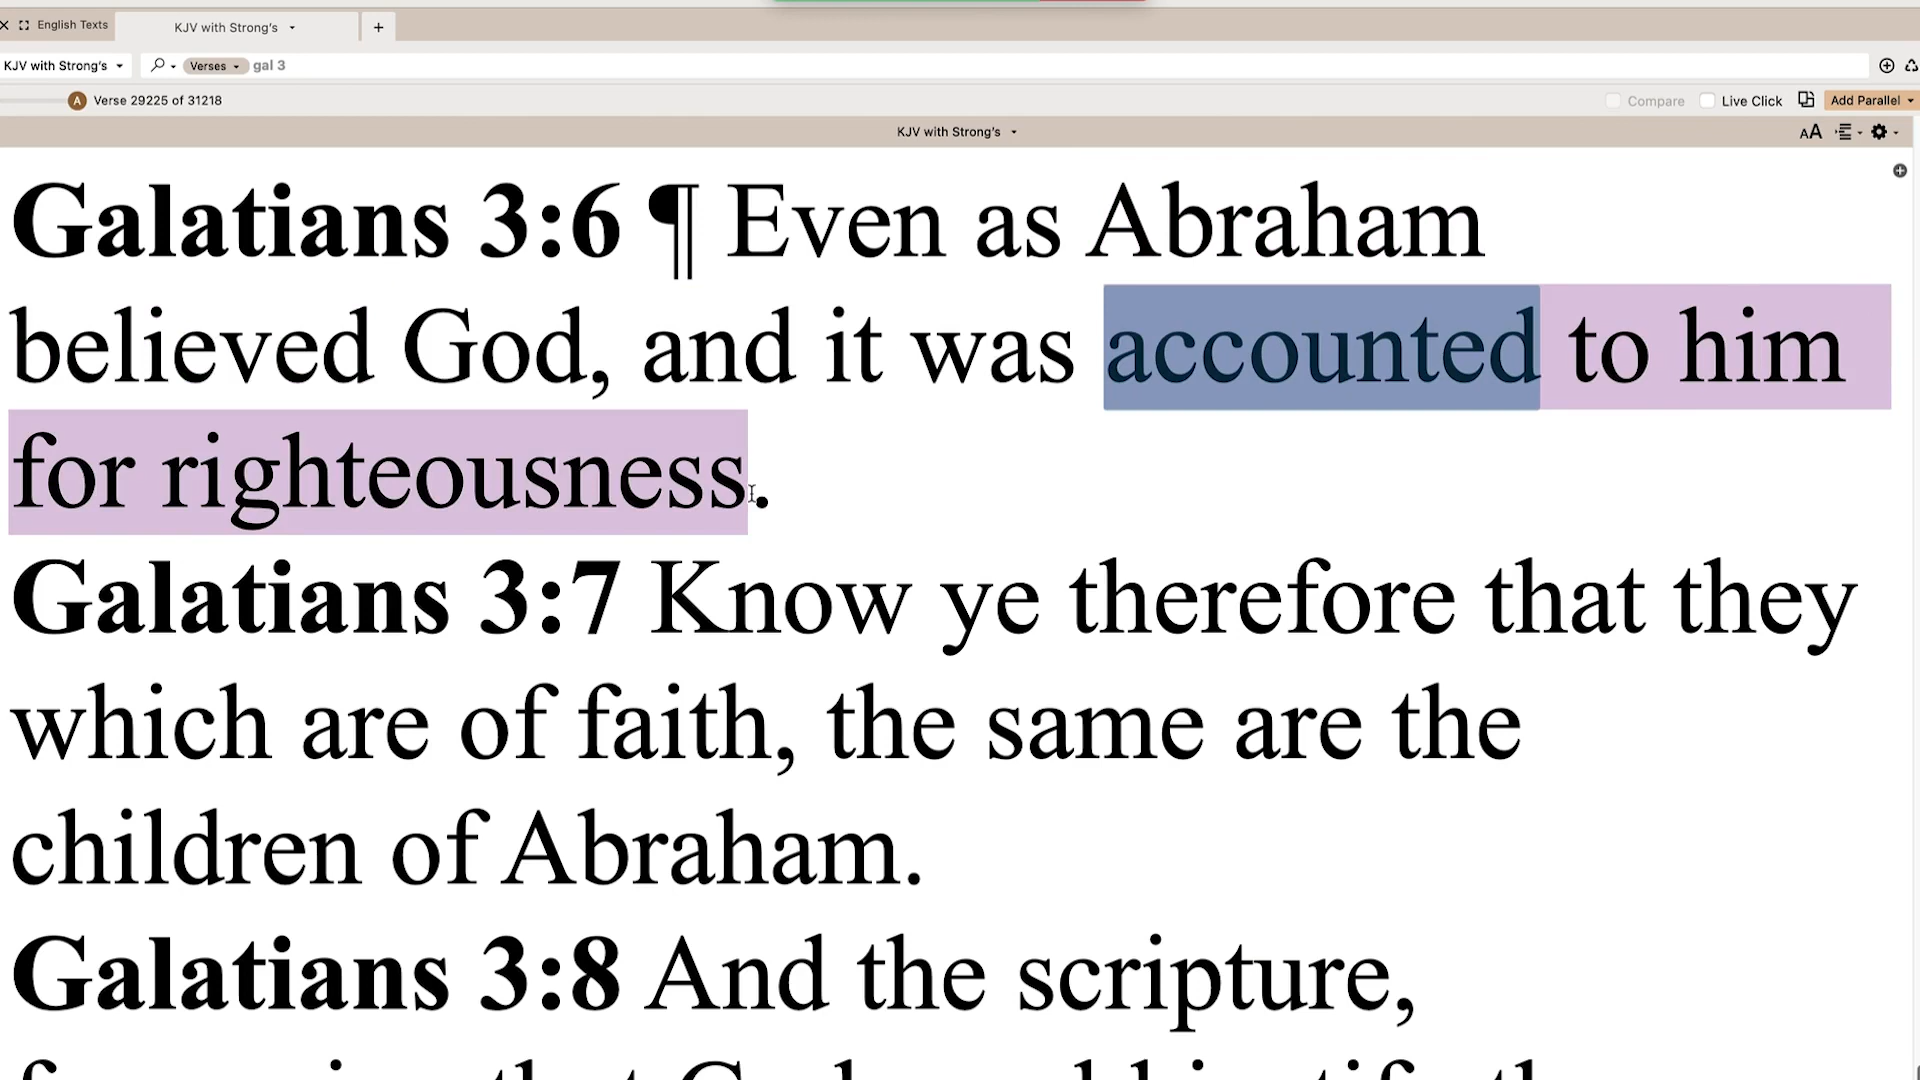 English Texts
KJV with Strong's
+
KJV with Strong's
Verses
gal 3
A Verse 29225 of 31218
Compare
Live Click
Add Parallel
KJV with Strong's
AA
Galatians 3:6 ¶ Even as Abraham
believed God, and it was accounted to him
for righteousness.
Galatians 3:7 Know ye therefore that they
which are of faith, the same are the
children of Abraham.
Galatians 3:8 And the scripture,